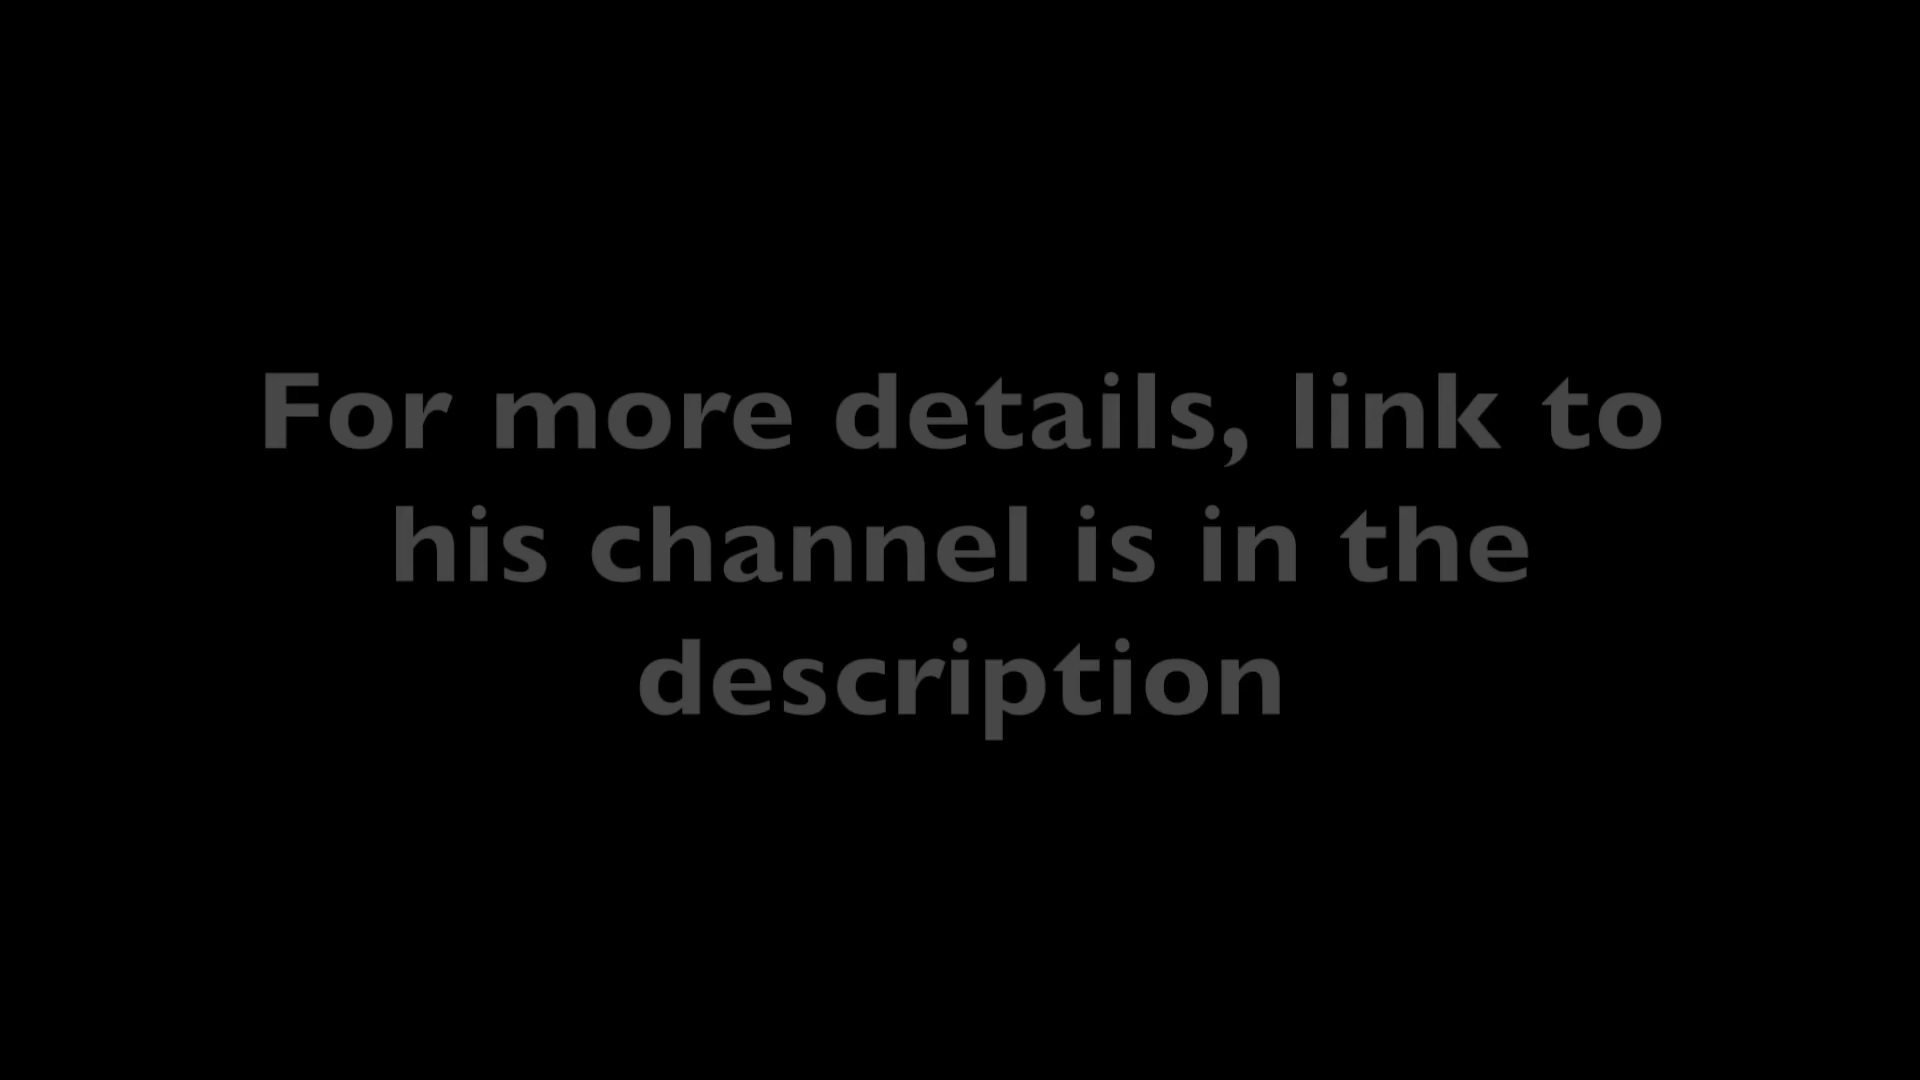 For more details, link to
his channel is in the
description